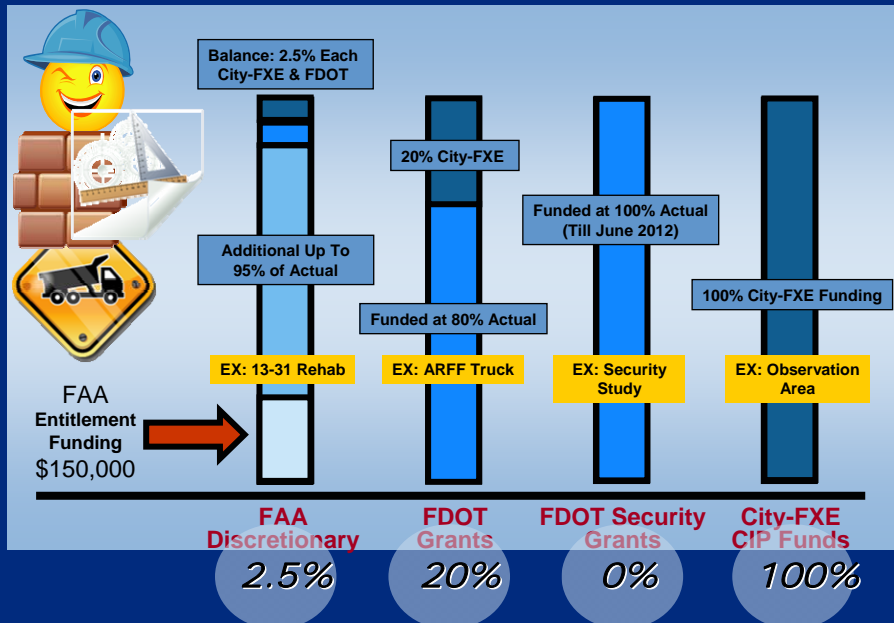 Balance: 2.5% Each
City-FXE & FDOT
20% City-FXE
Funded at 100% Actual
(Till June 2012)
Additional Up To
95% of Actual
100% City-FXE Funding
Funded at 80% Actual
EX: 13-31 Rehab
EX: ARFF Truck
EX: Security
Study
EX: Observation
Area
FAA
Entitlement
Funding
$150,000
FAA
Discretionary
FDOT
Grants
FDOT Security
Grants
City-FXE
CIP Funds
2.5%
20%
0%
100%